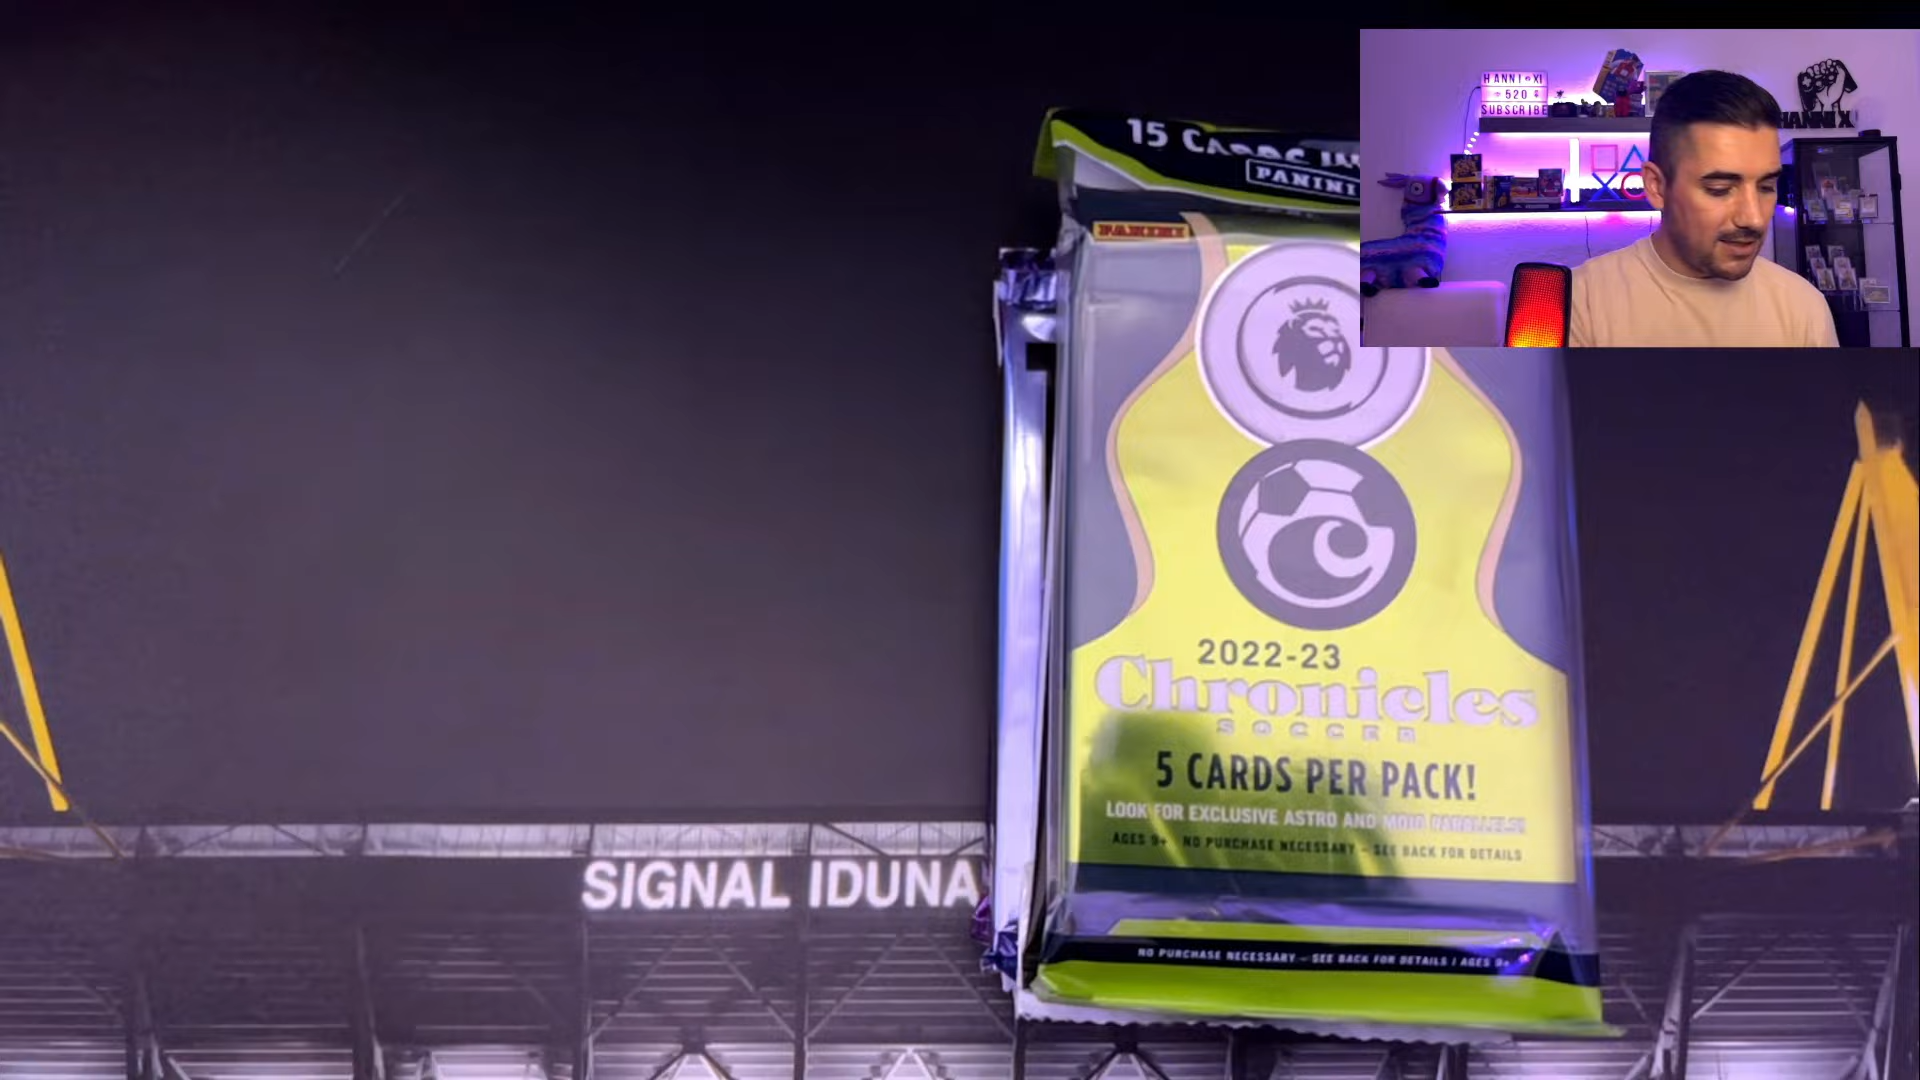 HANNI XI
520
SUBSCRIBE
HANNI X
15 CARDS
PANINI
PANINI
2022-23
Chronicles
SOCCER
5 CARDS PER PACK!
LOOK FOR EXCLUSIVE ASTRO AND MOJO PARALLELS!
AGES 9+ NO PURCHASE NECESSARY – SEE BACK FOR DETAILS
SIGNAL IDUNA
NO PURCHASE NECESSARY – SEE BACK FOR DETAILS / AGES 9+